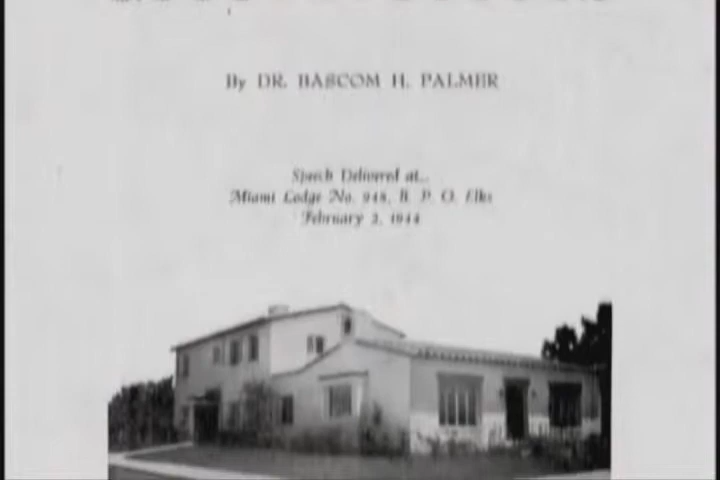 By DR. BASCOM H. PALMER
Speech Delivered at...
Miami Lodge No. 948, B. P. O. Elks
February 2, 1944